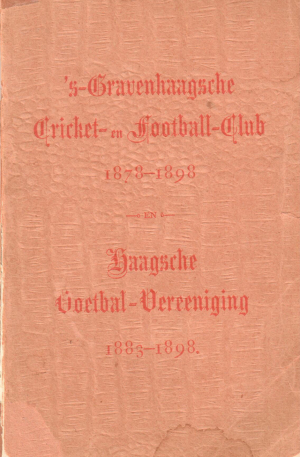 's-Gravenhaagsche
Cricket- en Football-Club
1878-1898
EN
Haagsche
Voetbal-Vereeniging
1883-1898.